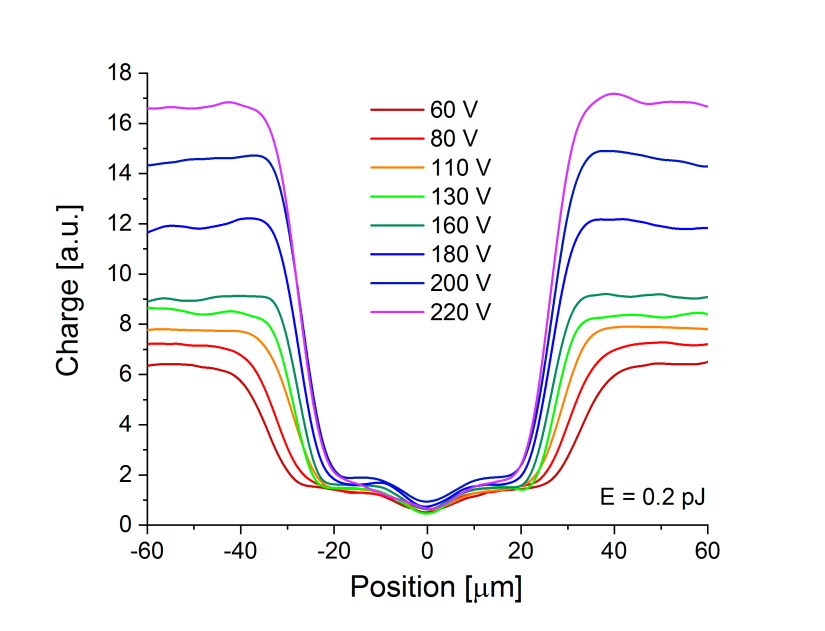 18
16
14
12
10
8
6
4
2
0
Charge [a.u.]
60 V
80 V
110 V
130 V
160 V
180 V
200 V
220 V
E = 0.2 pJ
-60 -40 -20 0 20 40 60
Position [μm]